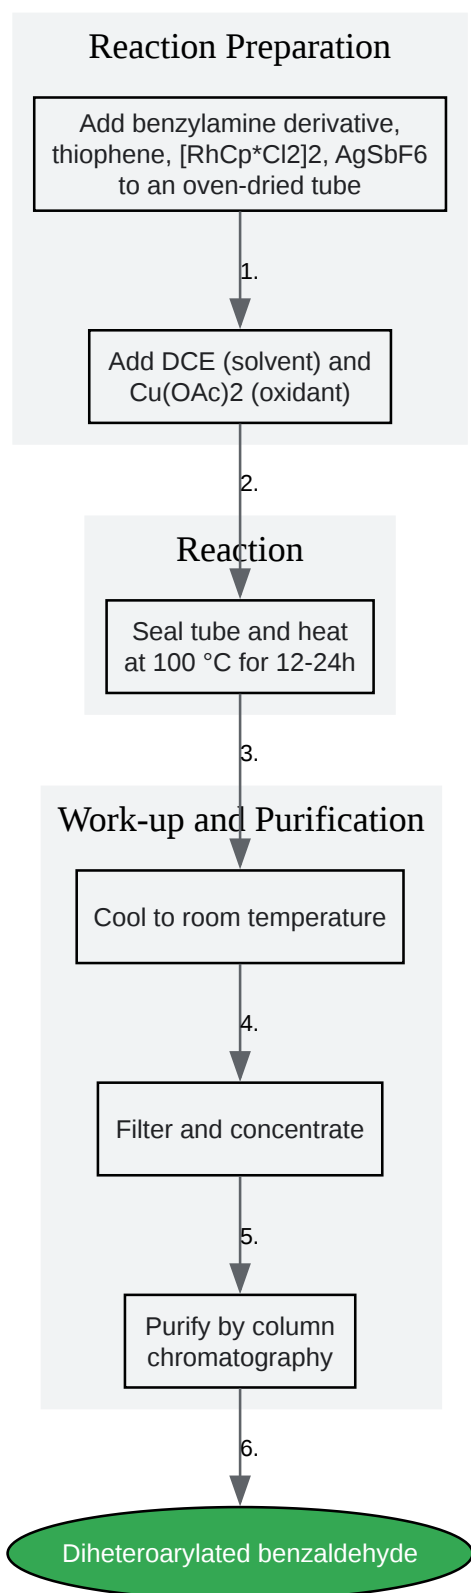 Reaction Preparation
Add benzylamine derivative,
thiophene, [RhCp*Cl2]2, AgSbF6
to an oven-dried tube
1.
Add DCE (solvent) and
Cu(OAc)2 (oxidant)
2.
Reaction
Seal tube and heat
at 100 °C for 12-24h
3.
Work-up and Purification
Cool to room temperature
4.
Filter and concentrate
5.
Purify by column
chromatography
6.
Diheteroarylated benzaldehyde